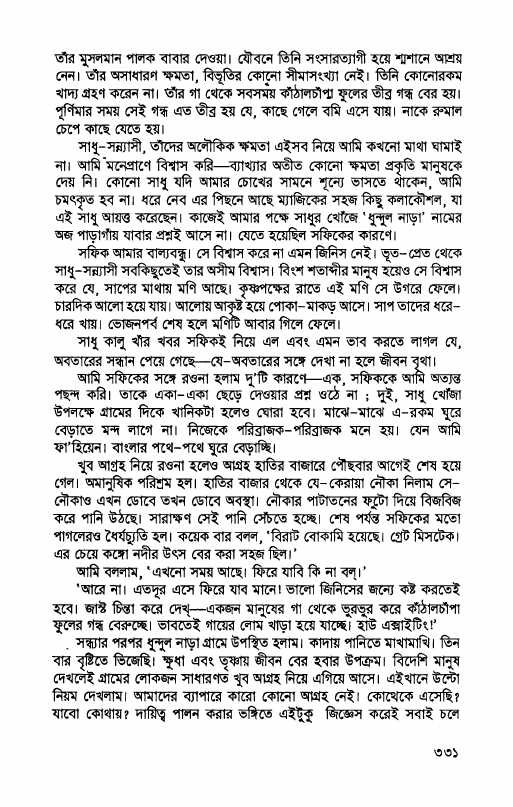 তাঁর মুসলমান পালক বাবার দেওয়া। যৌবনে তিনি সংসারত্যাগী হয়ে শ্মশানে আশ্রয়
নেন। তাঁর অসাধারণ ক্ষমতা, বিভূতির কোনো সীমাসংখ্যা নেই। তিনি কোনোরকম
খাদ্য গ্রহণ করেন না। তাঁর গা থেকে সবসময় কাঁঠালচাঁপা ফুলের তীব্র গন্ধ বের হয়।
পূর্ণিমার সময় সেই গন্ধ এত তীব্র হয় যে, কাছে গেলে বমি এসে যায়। নাকে রুমাল
চেপে কাছে যেতে হয়।
সাধু-সন্ন্যাসী, তাঁদের অলৌকিক ক্ষমতা এইসব নিয়ে আমি কখনো মাথা ঘামাই
না। আমি মনেপ্রাণে বিশ্বাস করি—ব্যাখ্যার অতীত কোনো ক্ষমতা প্রকৃতি মানুষকে
দেয় নি। কোনো সাধু যদি আমার চোখের সামনে শূন্যে ভাসতে থাকেন, আমি
চমৎকৃত হব না। ধরে নেব এর পিছনে আছে ম্যাজিকের সহজ কিছু কলাকৌশল, যা
এই সাধু আয়ত্ত করেছেন। কাজেই আমার পক্ষে সাধুর খোঁজে 'ধুন্দুল নাড়া' নামের
অজ পাড়াগাঁয় যাবার প্রশ্নই আসে না। যেতে হয়েছিল সফিকের কারণে।
সফিক আমার বাল্যবন্ধু। সে বিশ্বাস করে না এমন জিনিস নেই। ভূত-প্রেত থেকে
সাধু-সন্ন্যাসী সবকিছুতেই তার অসীম বিশ্বাস। বিংশ শতাব্দীর মানুষ হয়েও সে বিশ্বাস
করে যে, সাপের মাথায় মণি আছে। কৃষ্ণপক্ষের রাতে এই মণি সে উগরে ফেলে।
চারদিক আলো হয়ে যায়। আলোয় আকৃষ্ট হয়ে পোকা-মাকড় আসে। সাপ তাদের ধরে-
ধরে খায়। ভোজনপর্ব শেষ হলে মণিটি আবার গিলে ফেলে।
সাধু কালু খাঁর খবর সফিকই নিয়ে এল এবং এমন ভাব করতে লাগল যে,
অবতারের সন্ধান পেয়ে গেছে—যে-অবতারের সঙ্গে দেখা না হলে জীবন বৃথা।
আমি সফিকের সঙ্গে রওনা হলাম দু'টি কারণে—এক, সফিককে আমি অত্যন্ত
পছন্দ করি। তাকে একা-একা ছেড়ে দেওয়ার প্রশ্ন ওঠে না ; দুই, সাধু খোঁজা
উপলক্ষে গ্রামের দিকে খানিকটা হলেও ঘোরা হবে। মাঝে-মাঝে এ-রকম ঘুরে
বেড়াতে মন্দ লাগে না। নিজেকে পরিব্রাজক-পরিব্রাজক মনে হয়। যেন আমি
ফা'হিয়েন। বাংলার পথে-পথে ঘুরে বেড়াচ্ছি।
খুব আগ্রহ নিয়ে রওনা হলেও আগ্রহ হাতির বাজারে পৌঁছবার আগেই শেষ হয়ে
গেল। অমানুষিক পরিশ্রম হল। হাতির বাজার থেকে যে-কেরায়া নৌকা নিলাম সে-
নৌকাও এখন ডোবে তখন ডোবে অবস্থা। নৌকার পাটাতনের ফুটো দিয়ে বিজবিজ
করে পানি উঠছে। সারাক্ষণ সেই পানি সেঁচতে হচ্ছে। শেষ পর্যন্ত সফিকের মতো
পাগলেরও ধৈর্যচ্যুতি হল। কয়েক বার বলল, 'বিরাট বোকামি হয়েছে। গ্রেট মিসটেক।
এর চেয়ে কঙ্গো নদীর উৎস বের করা সহজ ছিল।'
আমি বললাম, 'এখনো সময় আছে। ফিরে যাবি কি না বল্।'
'আরে না। এতদূর এসে ফিরে যাব মানে। ভালো জিনিসের জন্যে কষ্ট করতেই
হবে। জাস্ট চিন্তা করে দেখ্—একজন মানুষের গা থেকে ভুরভুর করে কাঁঠালচাঁপা
ফুলের গন্ধ বেরুচ্ছে। ভাবতেই গায়ের লোম খাড়া হয়ে যাচ্ছে। হাউ এক্সাইটিং!'
সন্ধ্যার পরপর ধুন্দুল নাড়া গ্রামে উপস্থিত হলাম। কাদায় পানিতে মাখামাখি। তিন
বার বৃষ্টিতে ভিজেছি। ক্ষুধা এবং তৃষ্ণায় জীবন বের হবার উপক্রম। বিদেশি মানুষ
দেখলেই গ্রামের লোকজন সাধারণত খুব আগ্রহ নিয়ে এগিয়ে আসে। এইখানে উল্টো
নিয়ম দেখলাম। আমাদের ব্যাপারে কারো কোনো আগ্রহ নেই। কোত্থেকে এসেছি?
যাবো কোথায়? দায়িত্ব পালন করার ভঙ্গিতে এইটুকু জিজ্ঞেস করেই সবাই চলে
৩৩১